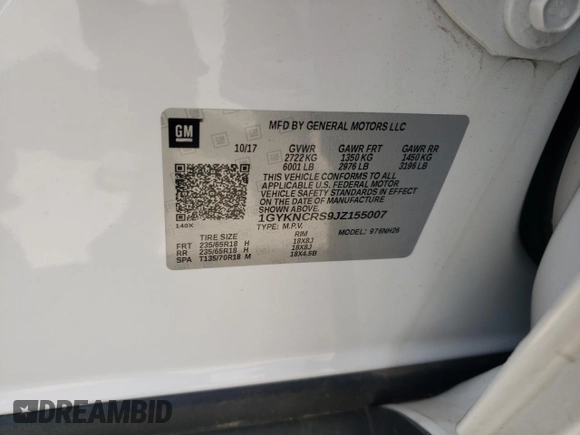 GM
MFD BY GENERAL MOTORS LLC
10/17 GVWR GAWR FRT GAWR RR
2722 KG 1350 KG 1450 KG
6001 LB 2976 LB 3196 LB
THIS VEHICLE CONFORMS TO ALL
APPLICABLE U.S. FEDERAL MOTOR
VEHICLE SAFETY STANDARDS IN
EFFECT ON THE DATE OF
MANUFACTURE SHOWN ABOVE.
140X
1GYKNCRS9JZ155007
TYPE: M.P.V. MODEL: 976NH26
TIRE SIZE RIM
FRT 235/65R18 H 18X8J
RR 235/65R18 H 18X8J
SPA T135/70R18 M 18X4.5B
DREAMBID